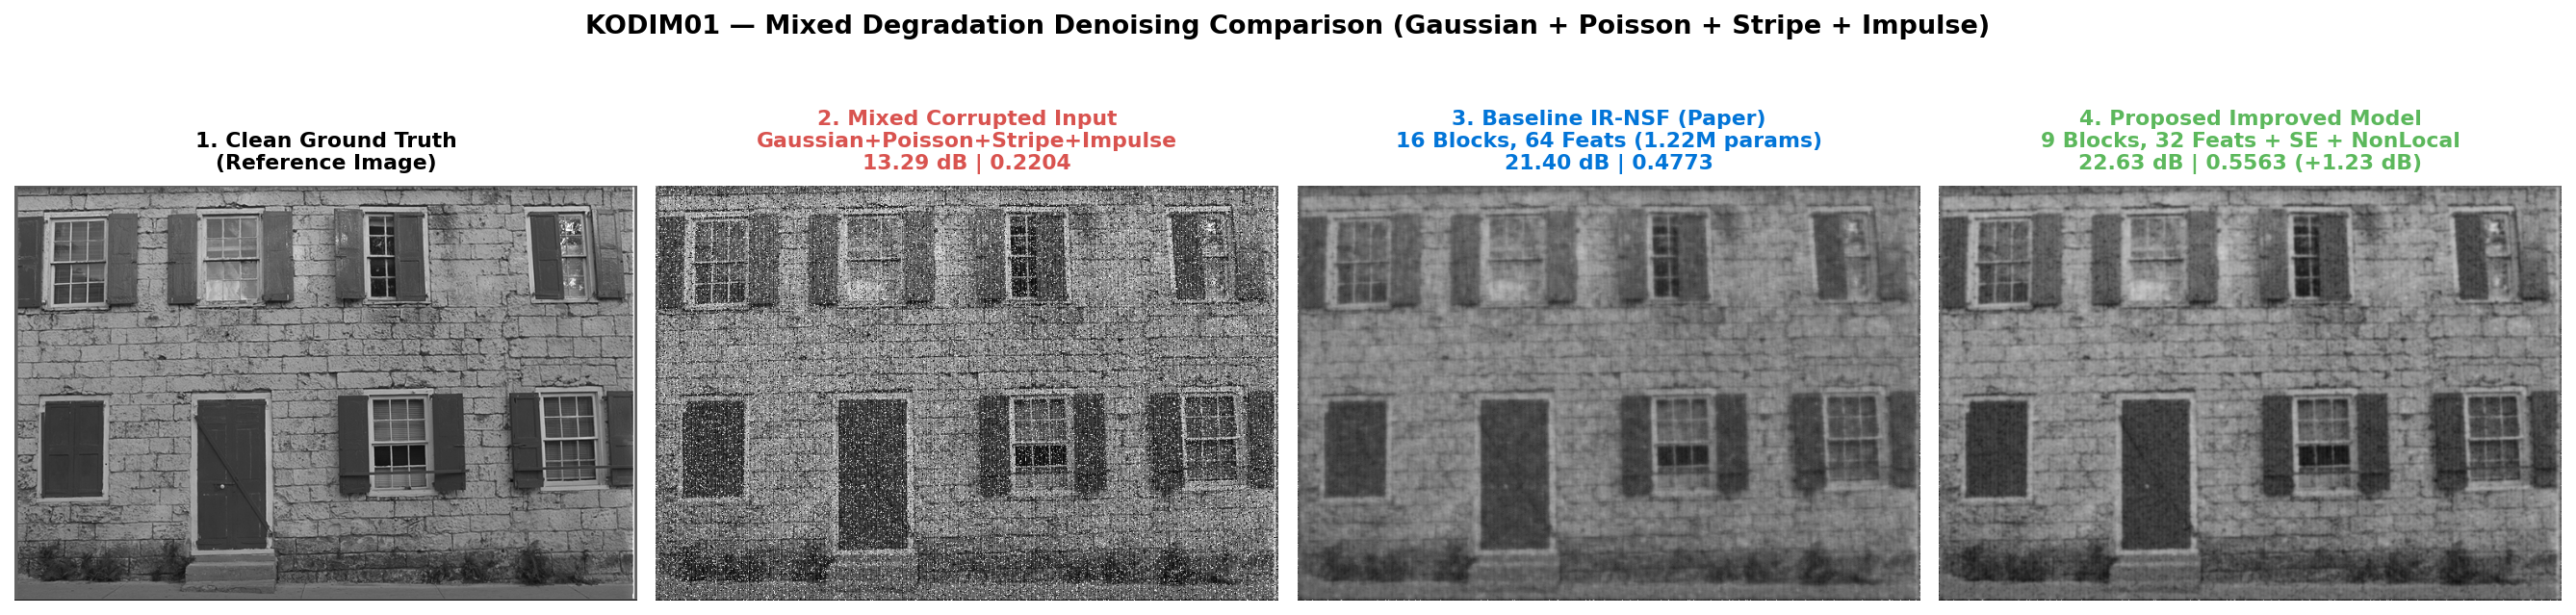 KODIM01 — Mixed Degradation Denoising Comparison (Gaussian + Poisson + Stripe + Impulse)
1. Clean Ground Truth
(Reference Image)
2. Mixed Corrupted Input
Gaussian+Poisson+Stripe+Impulse
13.29 dB | 0.2204
3. Baseline IR-NSF (Paper)
16 Blocks, 64 Feats (1.22M params)
21.40 dB | 0.4773
4. Proposed Improved Model
9 Blocks, 32 Feats + SE + NonLocal
22.63 dB | 0.5563 (+1.23 dB)